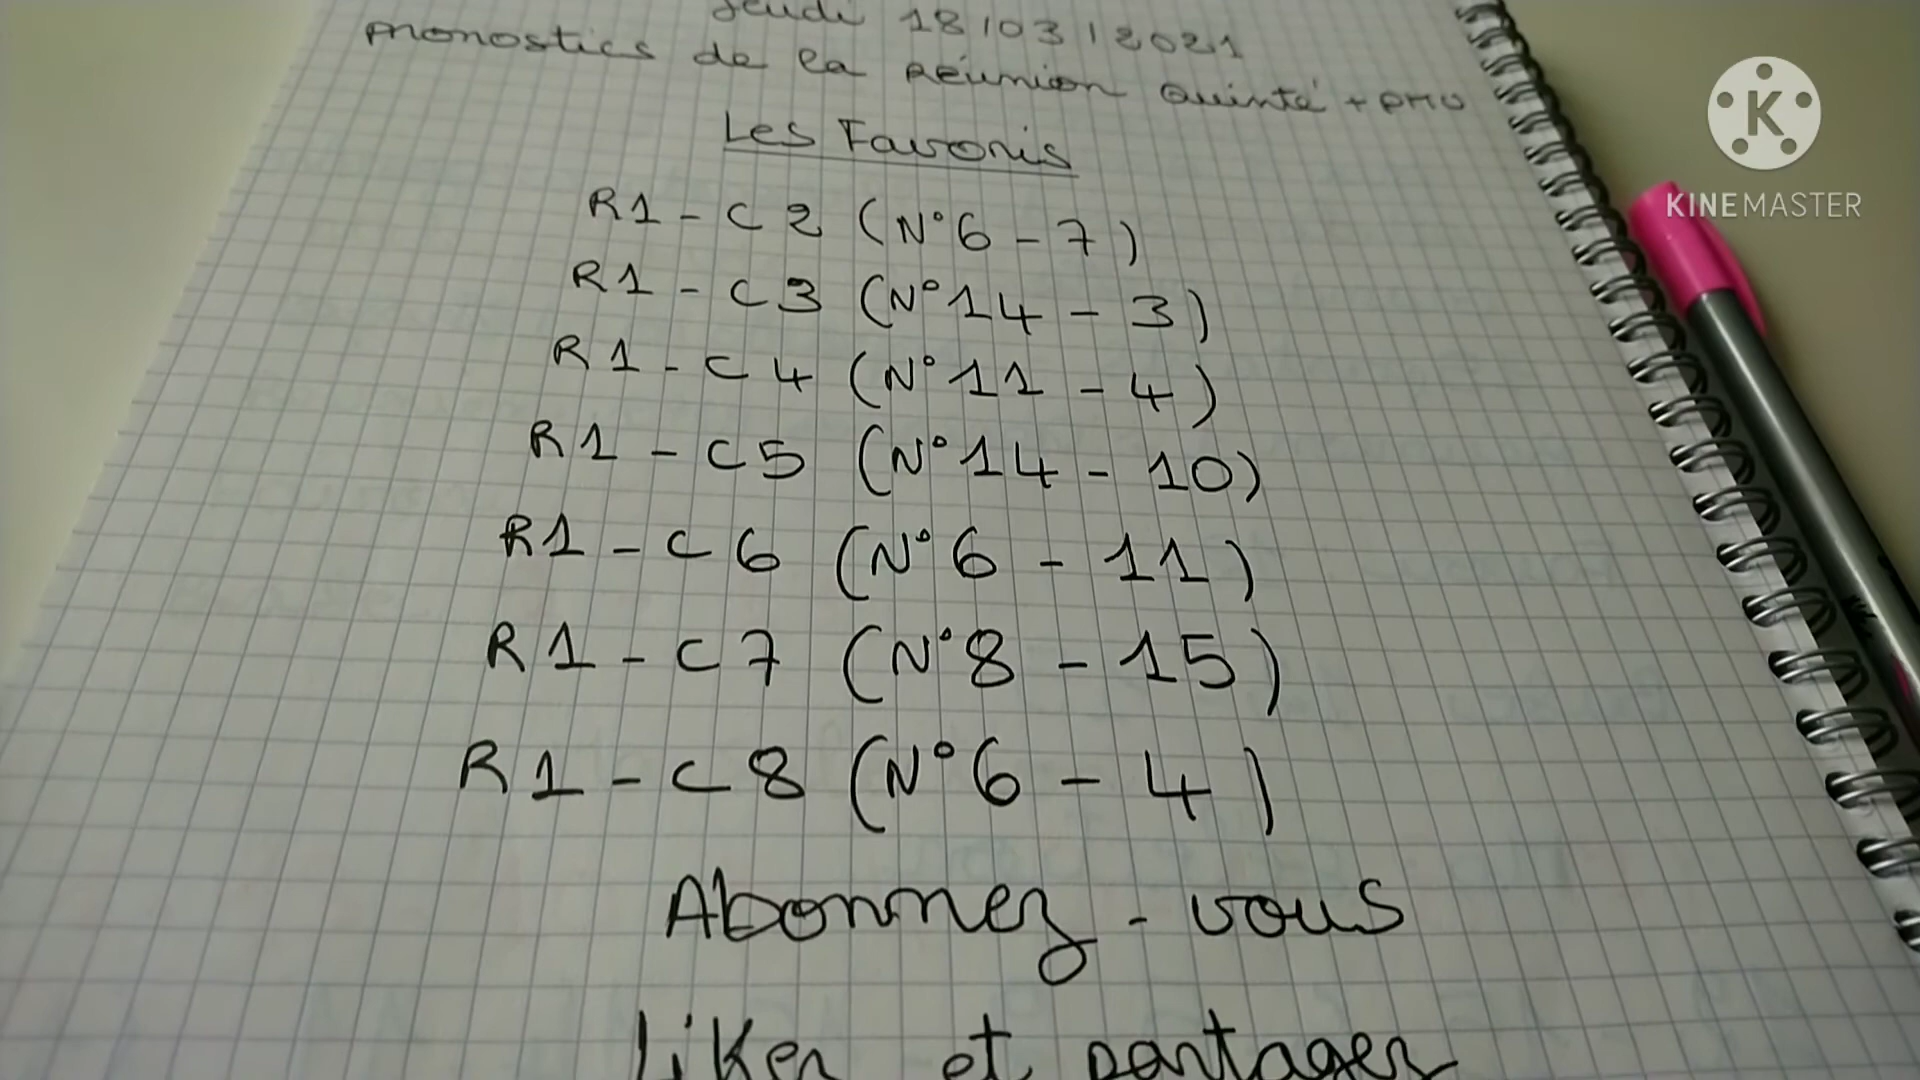 Jeudi 18/03/2021
pronostics de la Réunion Quinté + PMU
Les Favoris
R1 - C2 (N°6 - 7)
R1 - C3 (N°14 - 3)
R1 - C4 (N°11 - 4)
R1 - C5 (N°14 - 10)
R1 - C6 (N°6 - 11)
R1 - C7 (N°8 - 15)
R1 - C8 (N°6 - 4)
Abonnez-vous
liker et partager
K
KINEMASTER